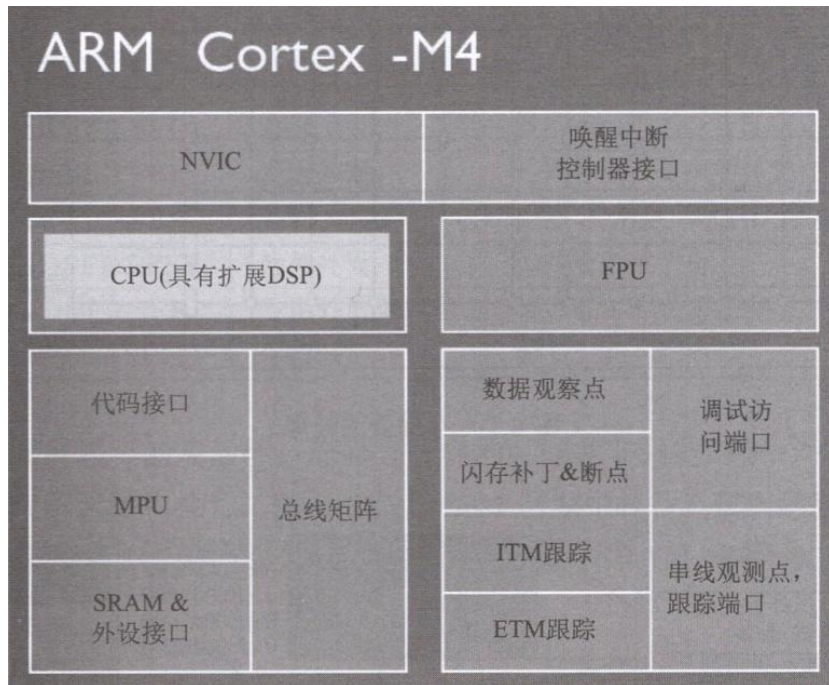 ARM Cortex -M4
NVIC
唤醒中断
控制器接口
CPU(具有扩展DSP)
FPU
代码接口
MPU
SRAM &
外设接口
总线矩阵
数据观察点
闪存补丁&断点
ITM跟踪
ETM跟踪
调试访
问端口
串线观测点，
跟踪端口